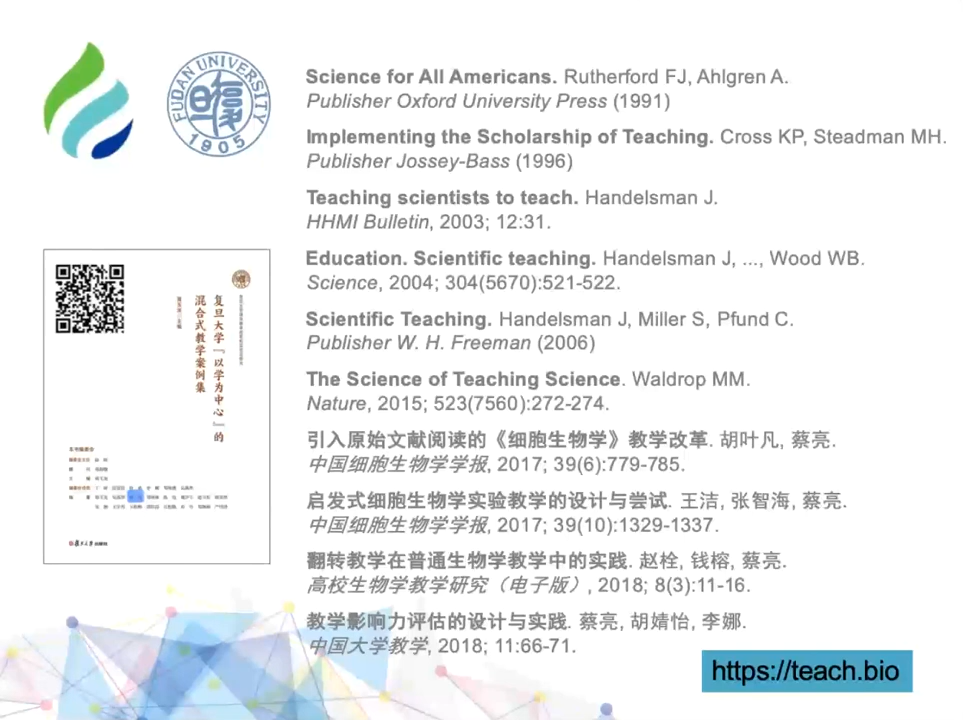 FUDAN UNIVERSITY
1905
Science for All Americans. Rutherford FJ, Ahlgren A.
Publisher Oxford University Press (1991)
Implementing the Scholarship of Teaching. Cross KP, Steadman MH.
Publisher Jossey-Bass (1996)
Teaching scientists to teach. Handelsman J.
HHMI Bulletin, 2003; 12:31.
Education. Scientific teaching. Handelsman J, ..., Wood WB.
Science, 2004; 304(5670):521-522.
Scientific Teaching. Handelsman J, Miller S, Pfund C.
Publisher W. H. Freeman (2006)
The Science of Teaching Science. Waldrop MM.
Nature, 2015; 523(7560):272-274.
引入原始文献阅读的《细胞生物学》教学改革. 胡叶凡, 蔡亮.
中国细胞生物学学报, 2017; 39(6):779-785.
启发式细胞生物学实验教学的设计与尝试. 王洁, 张智海, 蔡亮.
中国细胞生物学学报, 2017; 39(10):1329-1337.
翻转教学在普通生物学教学中的实践. 赵栓, 钱榕, 蔡亮.
高校生物学教学研究（电子版）, 2018; 8(3):11-16.
教学影响力评估的设计与实践. 蔡亮, 胡婧怡, 李娜.
中国大学教学, 2018; 11:66-71.
复旦大学『以学为中心』的
混合式教学案例集
https://teach.bio